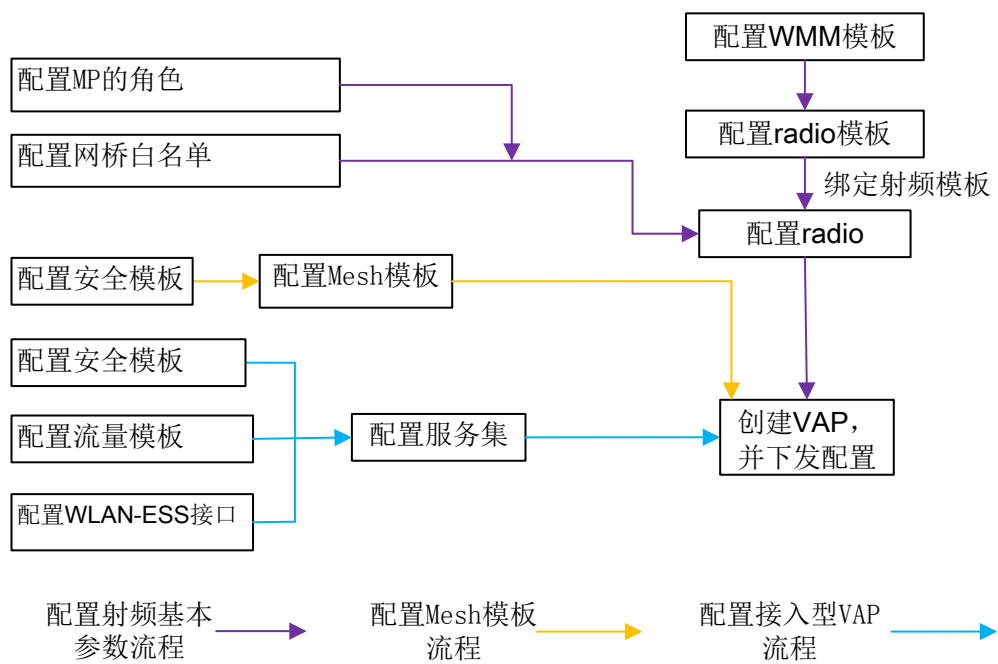 配置WMM模板
配置MP的角色
配置radio模板
配置网桥白名单
绑定射频模板
配置radio
配置安全模板
配置Mesh模板
配置安全模板
配置流量模板
配置服务集
创建VAP，
并下发配置
配置WLAN-ESS接口
配置射频基本
参数流程
配置Mesh模板
流程
配置接入型VAP
流程